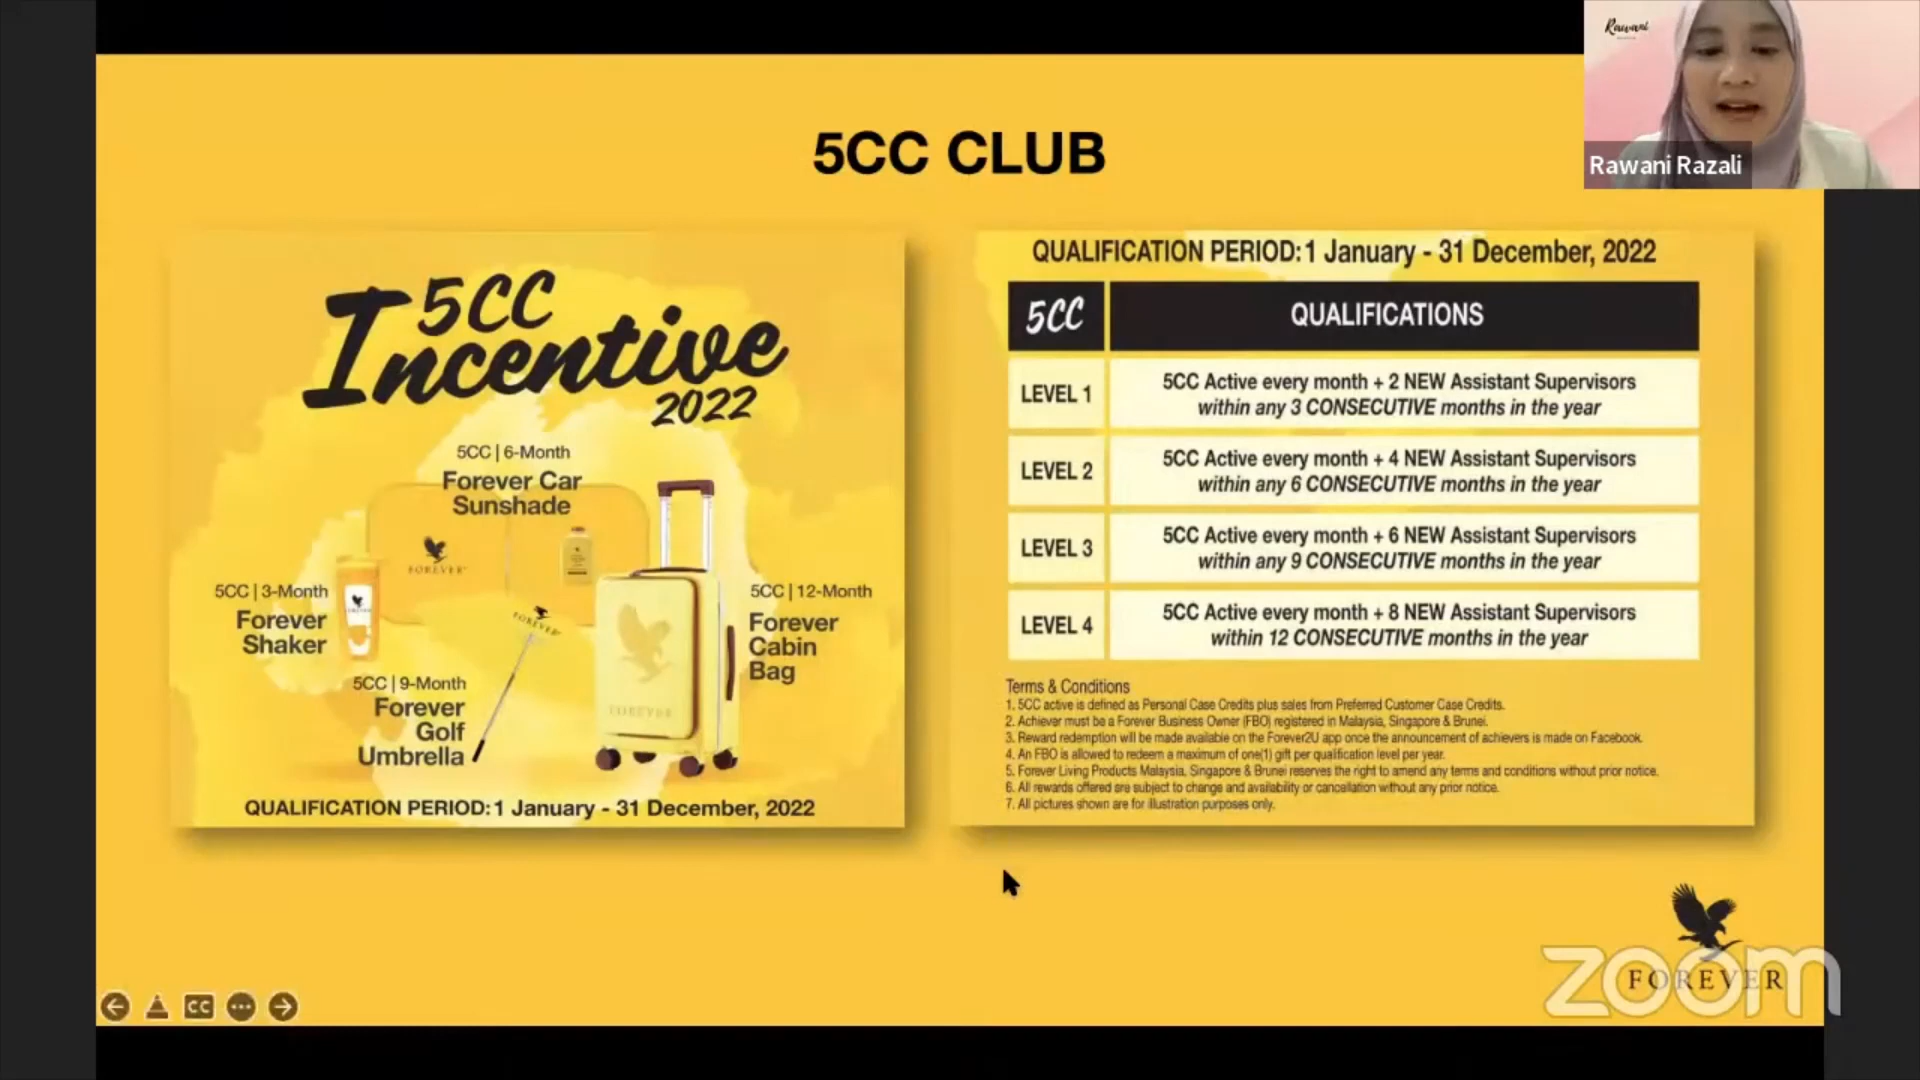 Rawani
Rawani Razali
5CC CLUB
5CC
Incentive
2022
5CC | 6-Month
Forever Car
Sunshade
FOREVER
5CC | 3-Month
Forever
Shaker
FOREVER
5CC | 12-Month
Forever
Cabin
Bag
5CC | 9-Month
Forever
Golf
Umbrella
FOREVER
QUALIFICATION PERIOD: 1 January - 31 December, 2022
QUALIFICATION PERIOD: 1 January - 31 December, 2022
5CC QUALIFICATIONS
LEVEL 1
5CC Active every month + 2 NEW Assistant Supervisors
within any 3 CONSECUTIVE months in the year
LEVEL 2
5CC Active every month + 4 NEW Assistant Supervisors
within any 6 CONSECUTIVE months in the year
LEVEL 3
5CC Active every month + 6 NEW Assistant Supervisors
within any 9 CONSECUTIVE months in the year
LEVEL 4
5CC Active every month + 8 NEW Assistant Supervisors
within 12 CONSECUTIVE months in the year
Terms & Conditions
1. 5CC active is defined as Personal Case Credits plus sales from Preferred Customer Case Credits.
2. Achiever must be a Forever Business Owner (FBO) registered in Malaysia, Singapore & Brunei.
3. Reward redemption will be made available on the Forever2U app once the announcement of achievers is made on Facebook.
4. An FBO is allowed to redeem a maximum of one(1) gift per qualification level per year.
5. Forever Living Products Malaysia, Singapore & Brunei reserves the right to amend any terms and conditions without prior notice.
6. All rewards offered are subject to change and availability or cancellation without any prior notice.
7. All pictures shown are for illustration purposes only.
CC
FOREVER
zoom